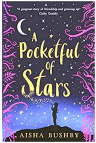 'A gorgeous story of friendship and growing up'
A
Pocketful
of
Stars
AISHA BUSHBY